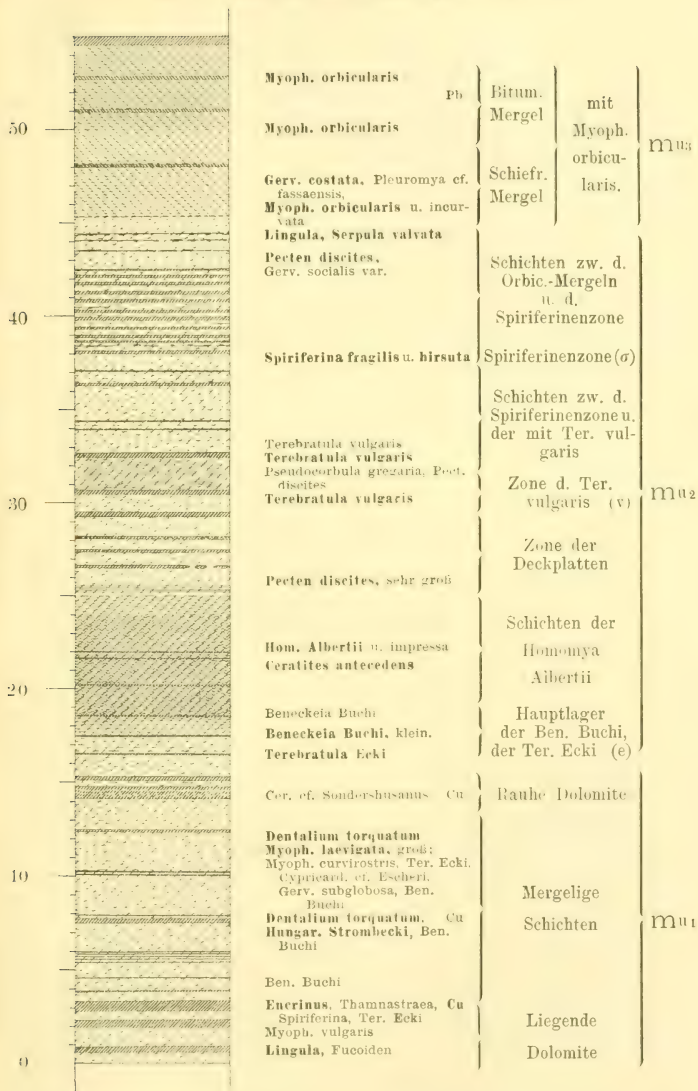 50
40
30
20
10
0
Myoph. orbicularis
Pb
Myoph. orbicularis
Gerv. costata, Pleuromya cf.
fassaensis,
Myoph. orbicularis u. incur-
vata
Lingula, Serpula valvata
Pecten discites,
Gerv. socialis var.
Spiriferina fragilis u. hirsuta
Terebratula vulgaris
Terebratula vulgaris
Pseudocorbula gregaria, Pect.
discites
Terebratula vulgaris
Pecten discites, sehr groß
Hom. Albertii u. impressa
Ceratites antecedens
Beneckeia Buchi
Beneckeia Buchi, klein.
Terebratula Ecki
Cer. cf. Sondershusanus Cu
Dentalium torquatum
Myoph. laevigata, groß;
Myoph. curvirostris, Ter. Ecki.
Cypricard. cf. Escheri,
Gerv. subglobosa, Ben.
Buchi
Dentalium torquatum. Cu
Hungar. Strombecki, Ben.
Buchi
Ben. Buchi
Encrinus, Thamnastraea, Cu
Spiriferina, Ter. Ecki
Myoph. vulgaris
Lingula, Fucoiden
Bitum.
Mergel
Schiefr.
Mergel
mit
Myoph.
orbicu-
laris.
mu3
Schichten zw. d.
Orbic.-Mergeln
u. d.
Spiriferinenzone
Spiriferinenzone (σ)
Schichten zw. d.
Spiriferinenzone u.
der mit Ter. vul-
garis
Zone d. Ter.
vulgaris (v)
Zone der
Deckplatten
Schichten der
Homomya
Albertii
Hauptlager
der Ben. Buchi,
der Ter. Ecki (e)
mu2
Rauhe Dolomite
Mergelige
Schichten
Liegende
Dolomite
mu1